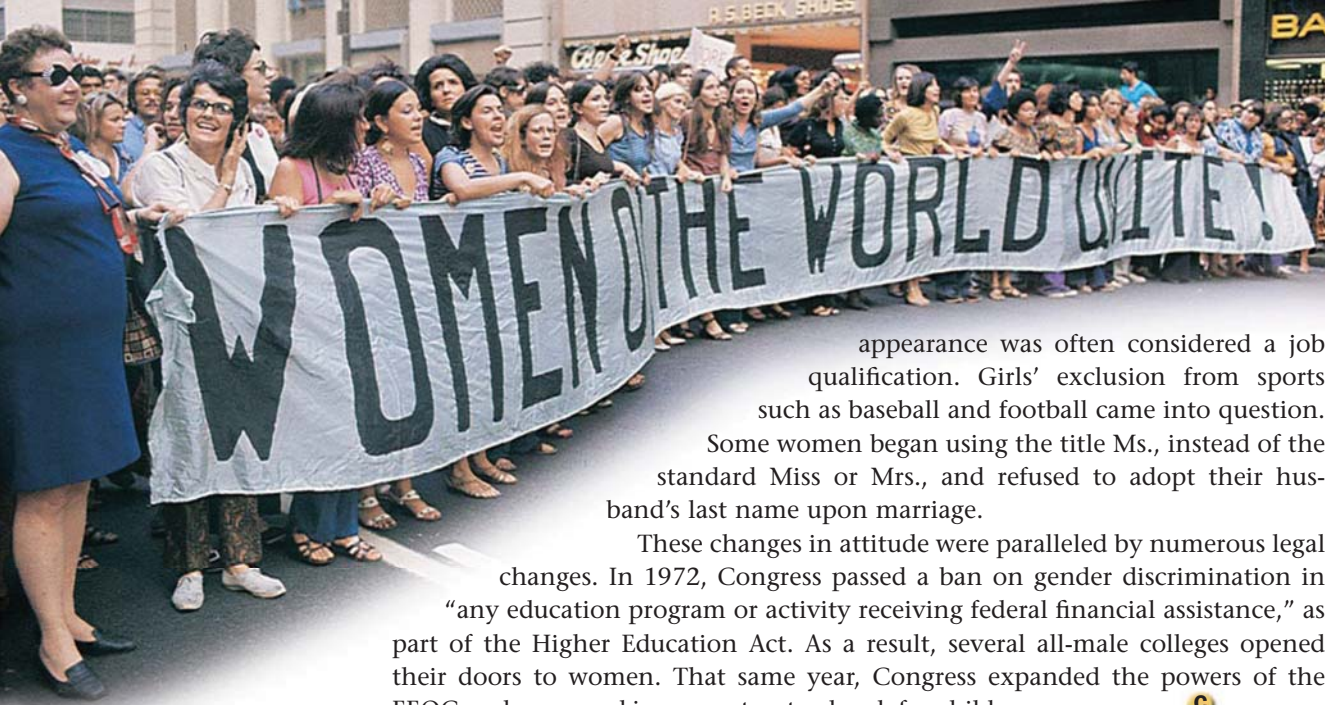 A.S. BECK SHOES
Beck Shoes
BA
WOMEN O THE WORLD UNITE!
appearance was often considered a job
qualification. Girls’ exclusion from sports
such as baseball and football came into question.
Some women began using the title Ms., instead of the
standard Miss or Mrs., and refused to adopt their hus-
band’s last name upon marriage.
These changes in attitude were paralleled by numerous legal
changes. In 1972, Congress passed a ban on gender discrimination in
“any education program or activity receiving federal financial assistance,” as
part of the Higher Education Act. As a result, several all-male colleges opened
their doors to women. That same year, Congress expanded the powers of the
C